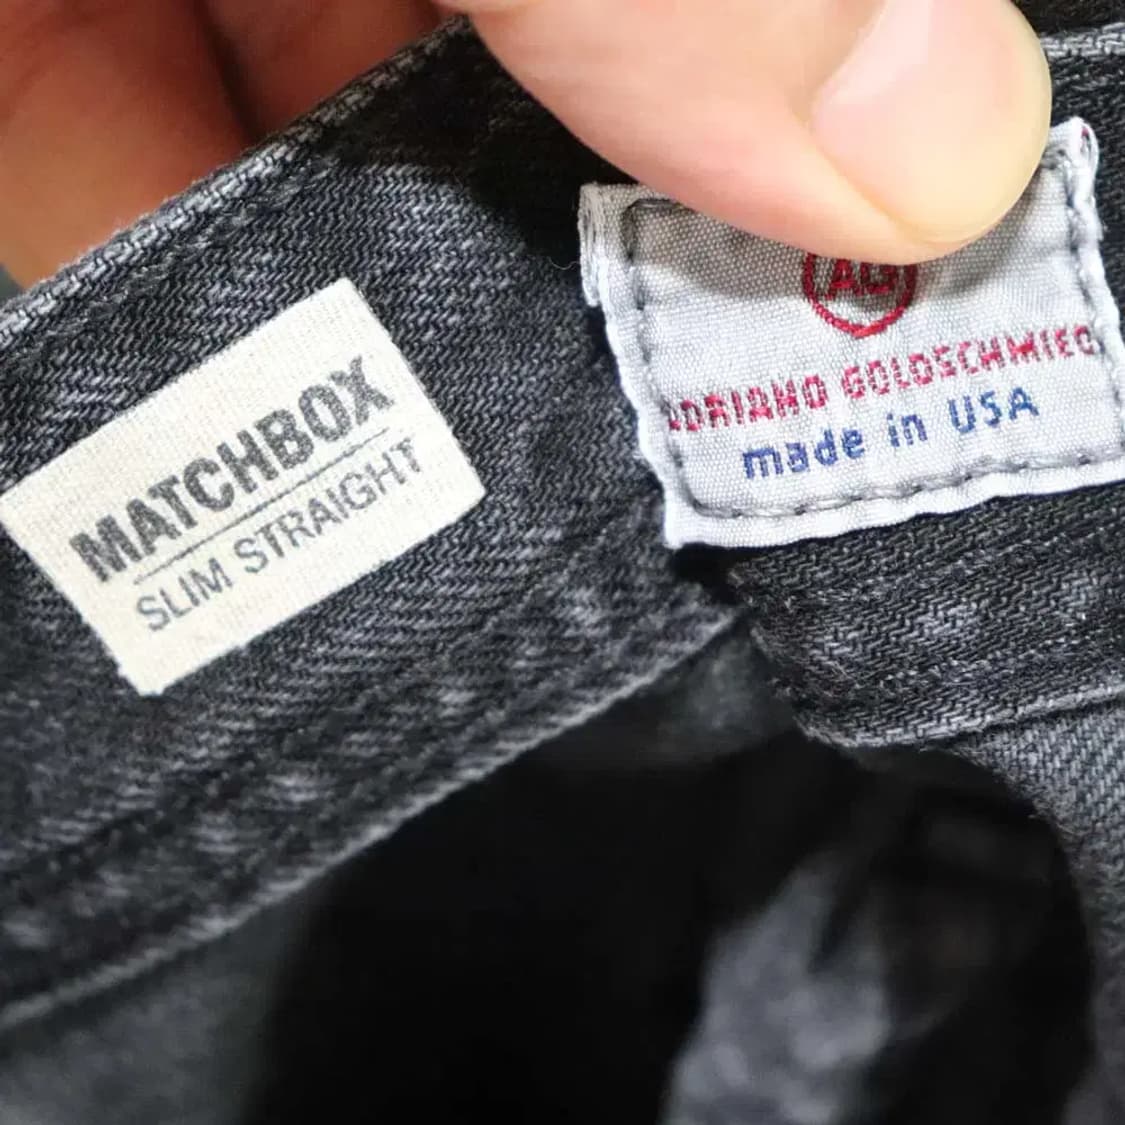 MATCHBOX
SLIM STRAIGHT
AG
ADRIANO GOLDSCHMIED
made in USA